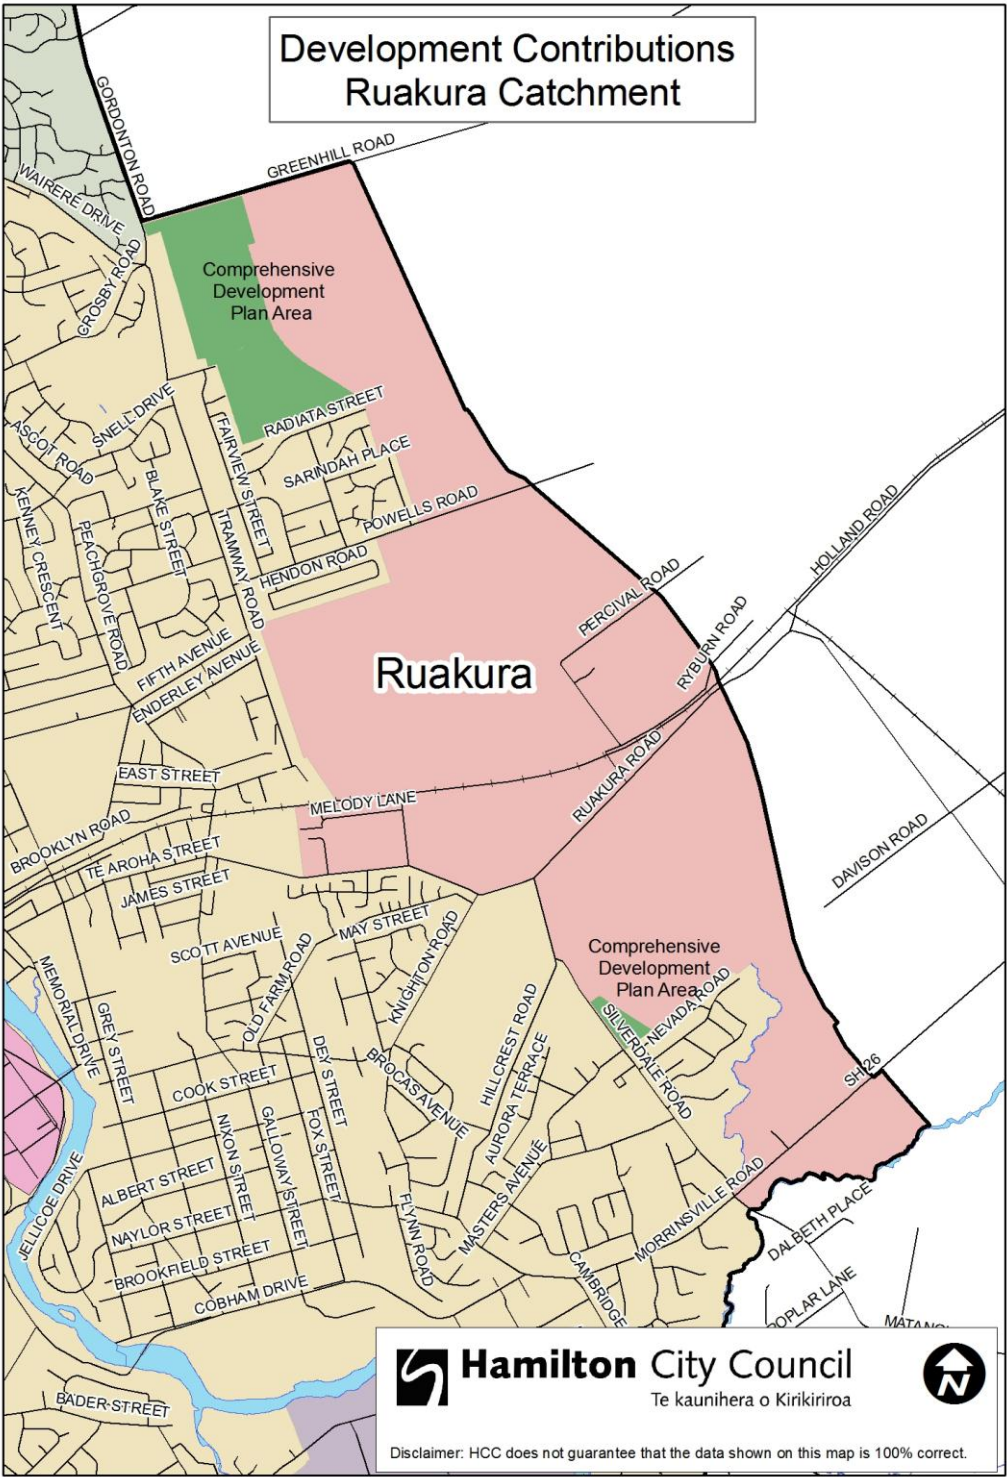 Development Contributions
Ruakura Catchment
GORDONTON ROAD
GREENHILL ROAD
WAIRERE DRIVE
CROSBY ROAD
Comprehensive
Development
Plan Area
SNELL DRIVE
RADIATA STREET
ASCOT ROAD
FAIRVIEW STREET
SARINDAH PLACE
BLAKE STREET
KENNEY CRESCENT
PEACHGROVE ROAD
TRAMWAY ROAD
POWELLS ROAD
HENDON ROAD
HOLLAND ROAD
PERCIVAL ROAD
RYBURN ROAD
FIFTH AVENUE
ENDERLEY AVENUE
Ruakura
EAST STREET
MELODY LANE
RUAKURA ROAD
BROOKLYN ROAD
TE AROHA STREET
JAMES STREET
DAVISON ROAD
SCOTT AVENUE
MAY STREET
OLD FARM ROAD
KNIGHTON ROAD
Comprehensive
Development
Plan Area
NEVADA ROAD
MEMORIAL DRIVE
GREY STREET
HILLCREST ROAD
SILVERDALE ROAD
DEY STREET
AURORA TERRACE
BROCAS AVENUE
COOK STREET
SH 26
NIXON STREET
GALLOWAY STREET
FOX STREET
ALBERT STREET
JELLICOE DRIVE
NAYLOR STREET
FLYNN ROAD
MASTERS AVENUE
MORRINSVILLE ROAD
DALBETH PLACE
BROOKFIELD STREET
COBHAM DRIVE
CAMBRIDGE
POPLAR LANE
BADER STREET
Hamilton City Council
Te kaunihera o Kirikiriroa
N
Disclaimer: HCC does not guarantee that the data shown on this map is 100% correct.